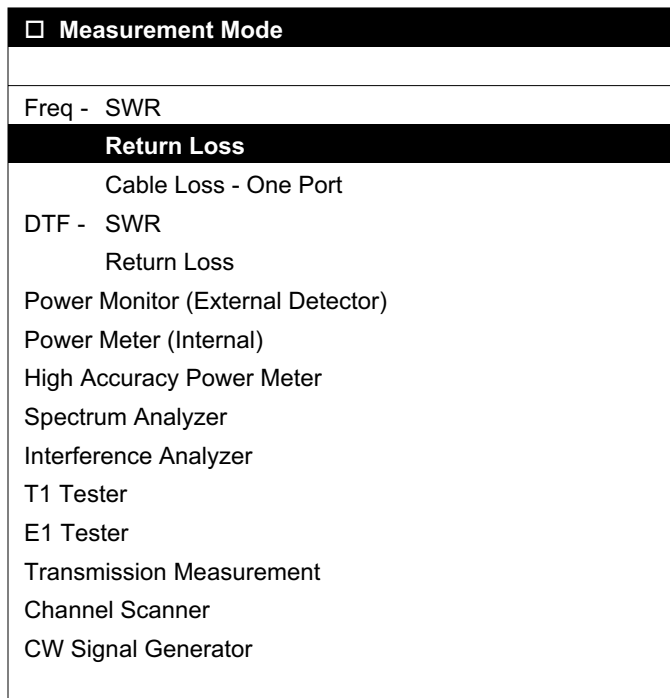 Measurement Mode
Freq - SWR
Return Loss
Cable Loss - One Port
DTF - SWR
Return Loss
Power Monitor (External Detector)
Power Meter (Internal)
High Accuracy Power Meter
Spectrum Analyzer
Interference Analyzer
T1 Tester
E1 Tester
Transmission Measurement
Channel Scanner
CW Signal Generator